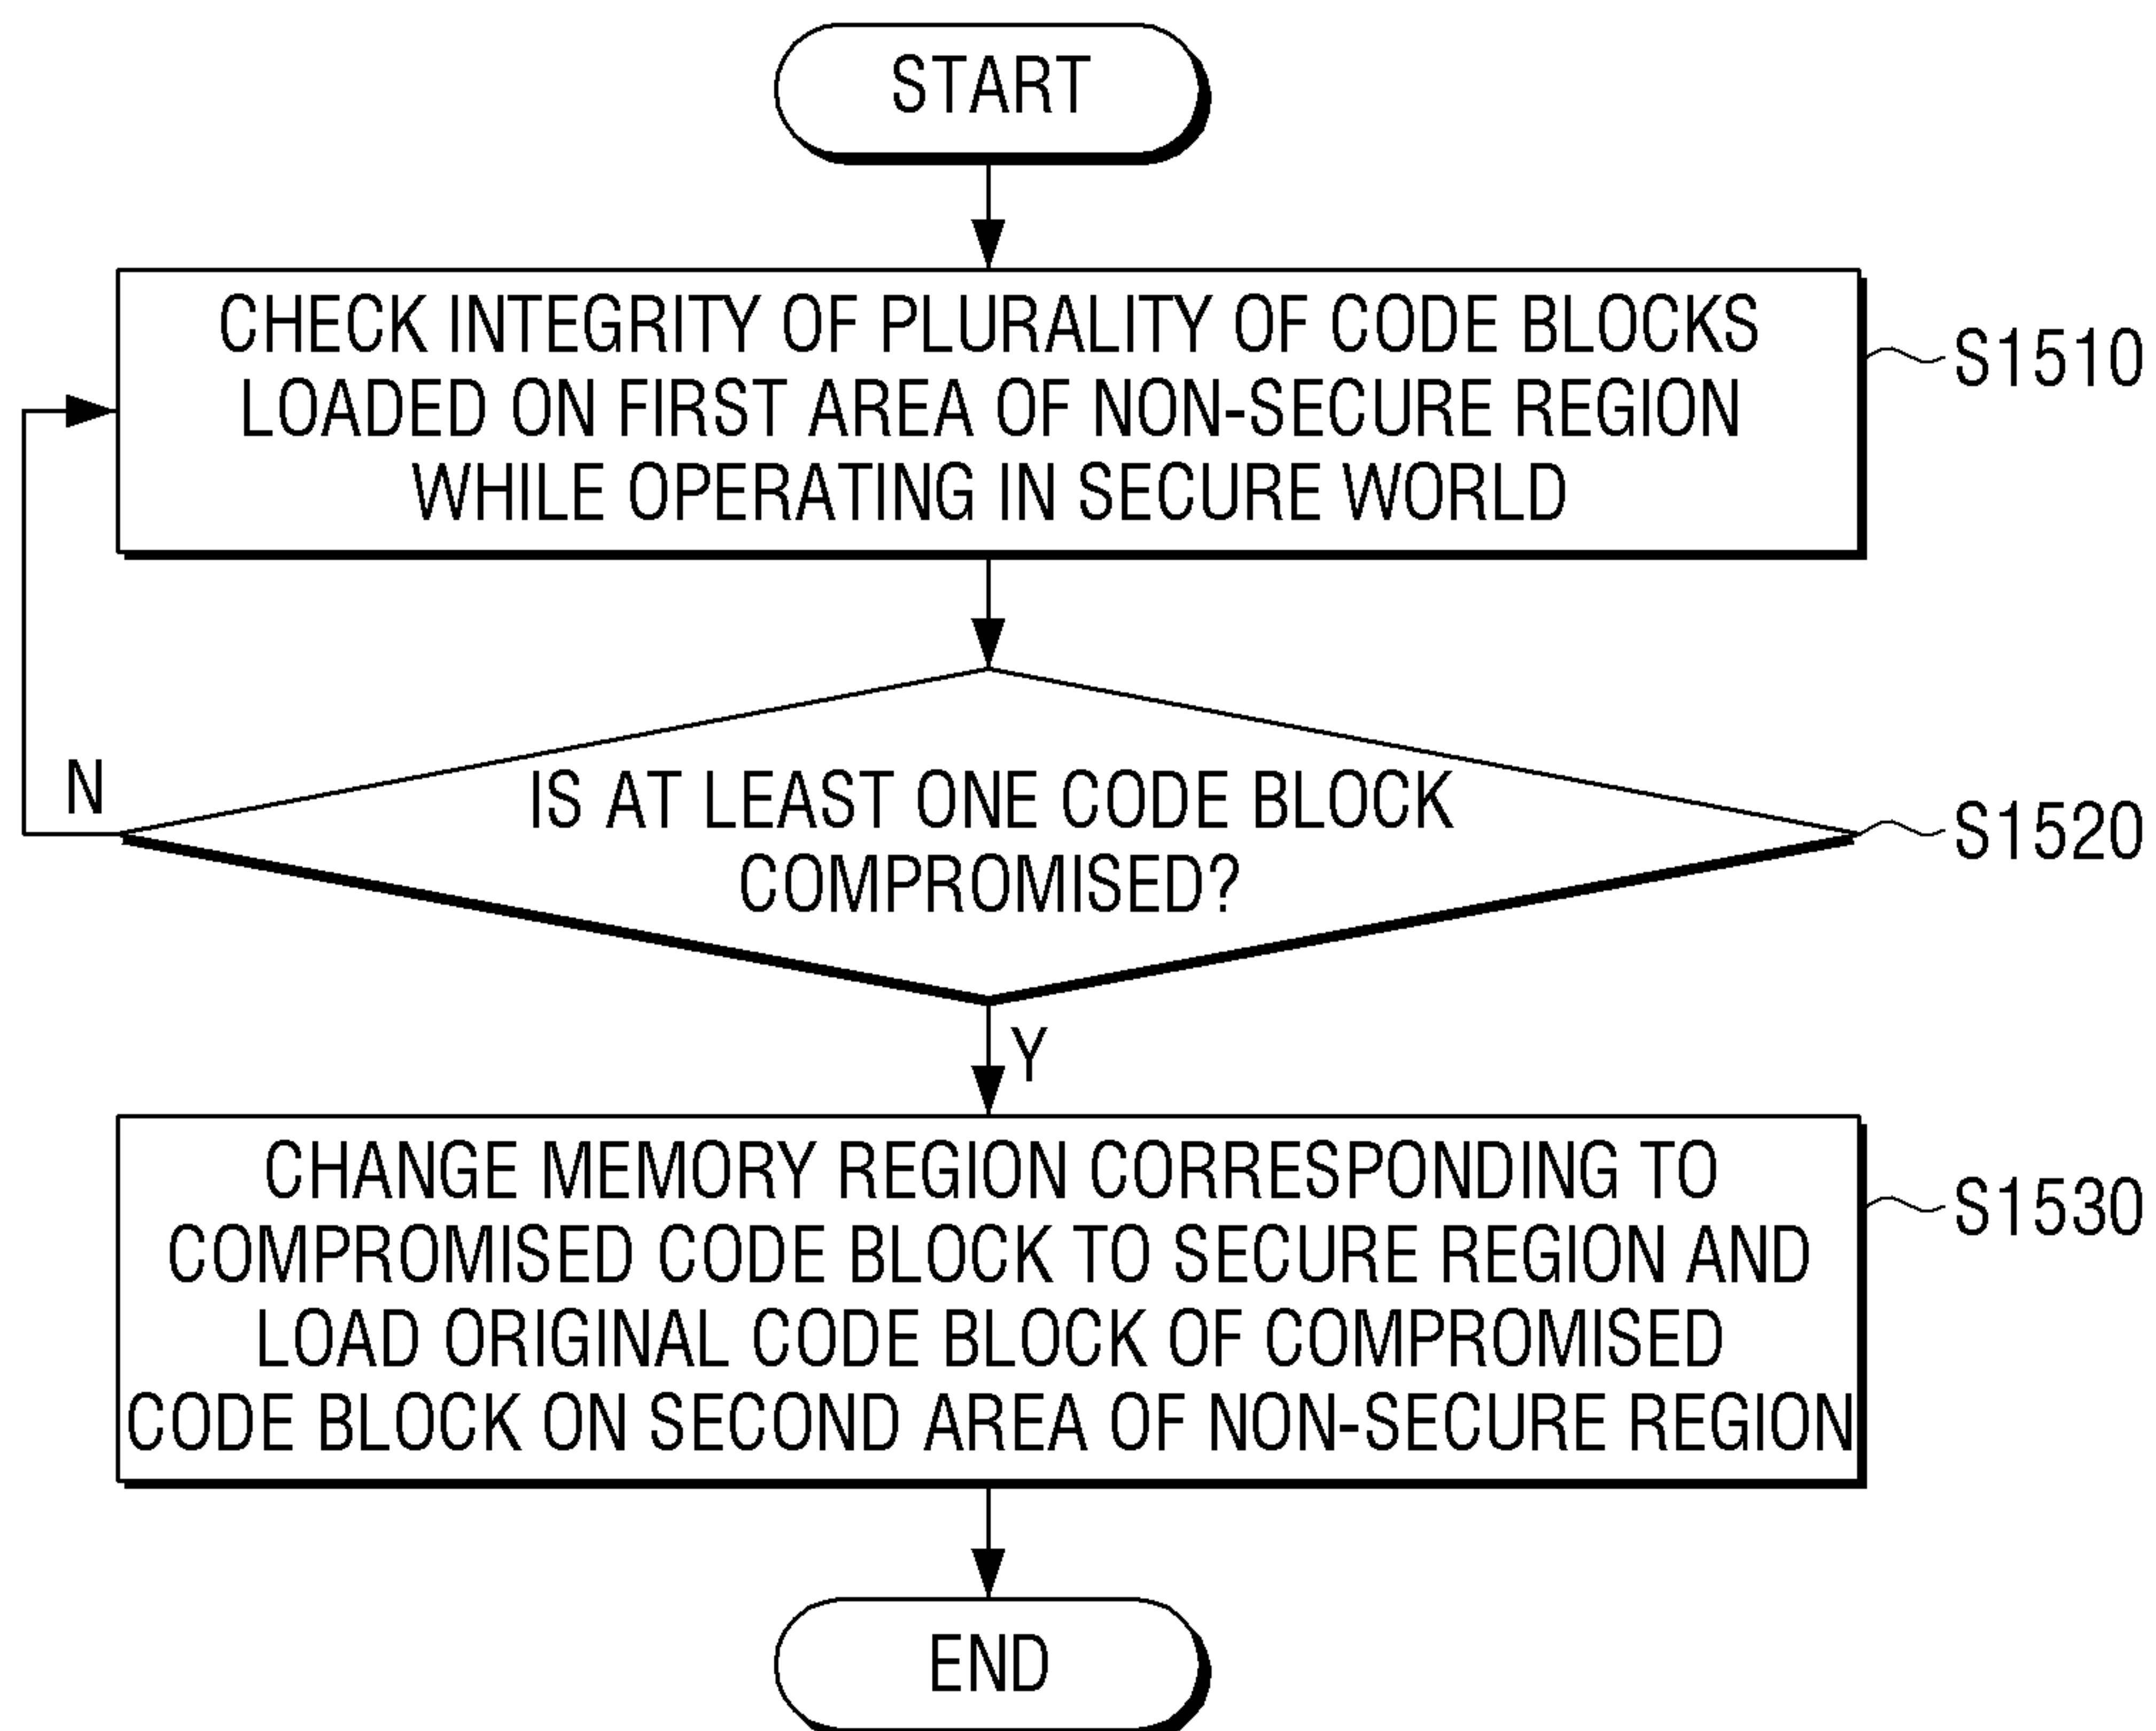 START
CHECK INTEGRITY OF PLURALITY OF CODE BLOCKS
LOADED ON FIRST AREA OF NON-SECURE REGION
WHILE OPERATING IN SECURE WORLD
S1510
N
IS AT LEAST ONE CODE BLOCK
COMPROMISED?
S1520
Y
CHANGE MEMORY REGION CORRESPONDING TO
COMPROMISED CODE BLOCK TO SECURE REGION AND
LOAD ORIGINAL CODE BLOCK OF COMPROMISED
CODE BLOCK ON SECOND AREA OF NON-SECURE REGION
S1530
END